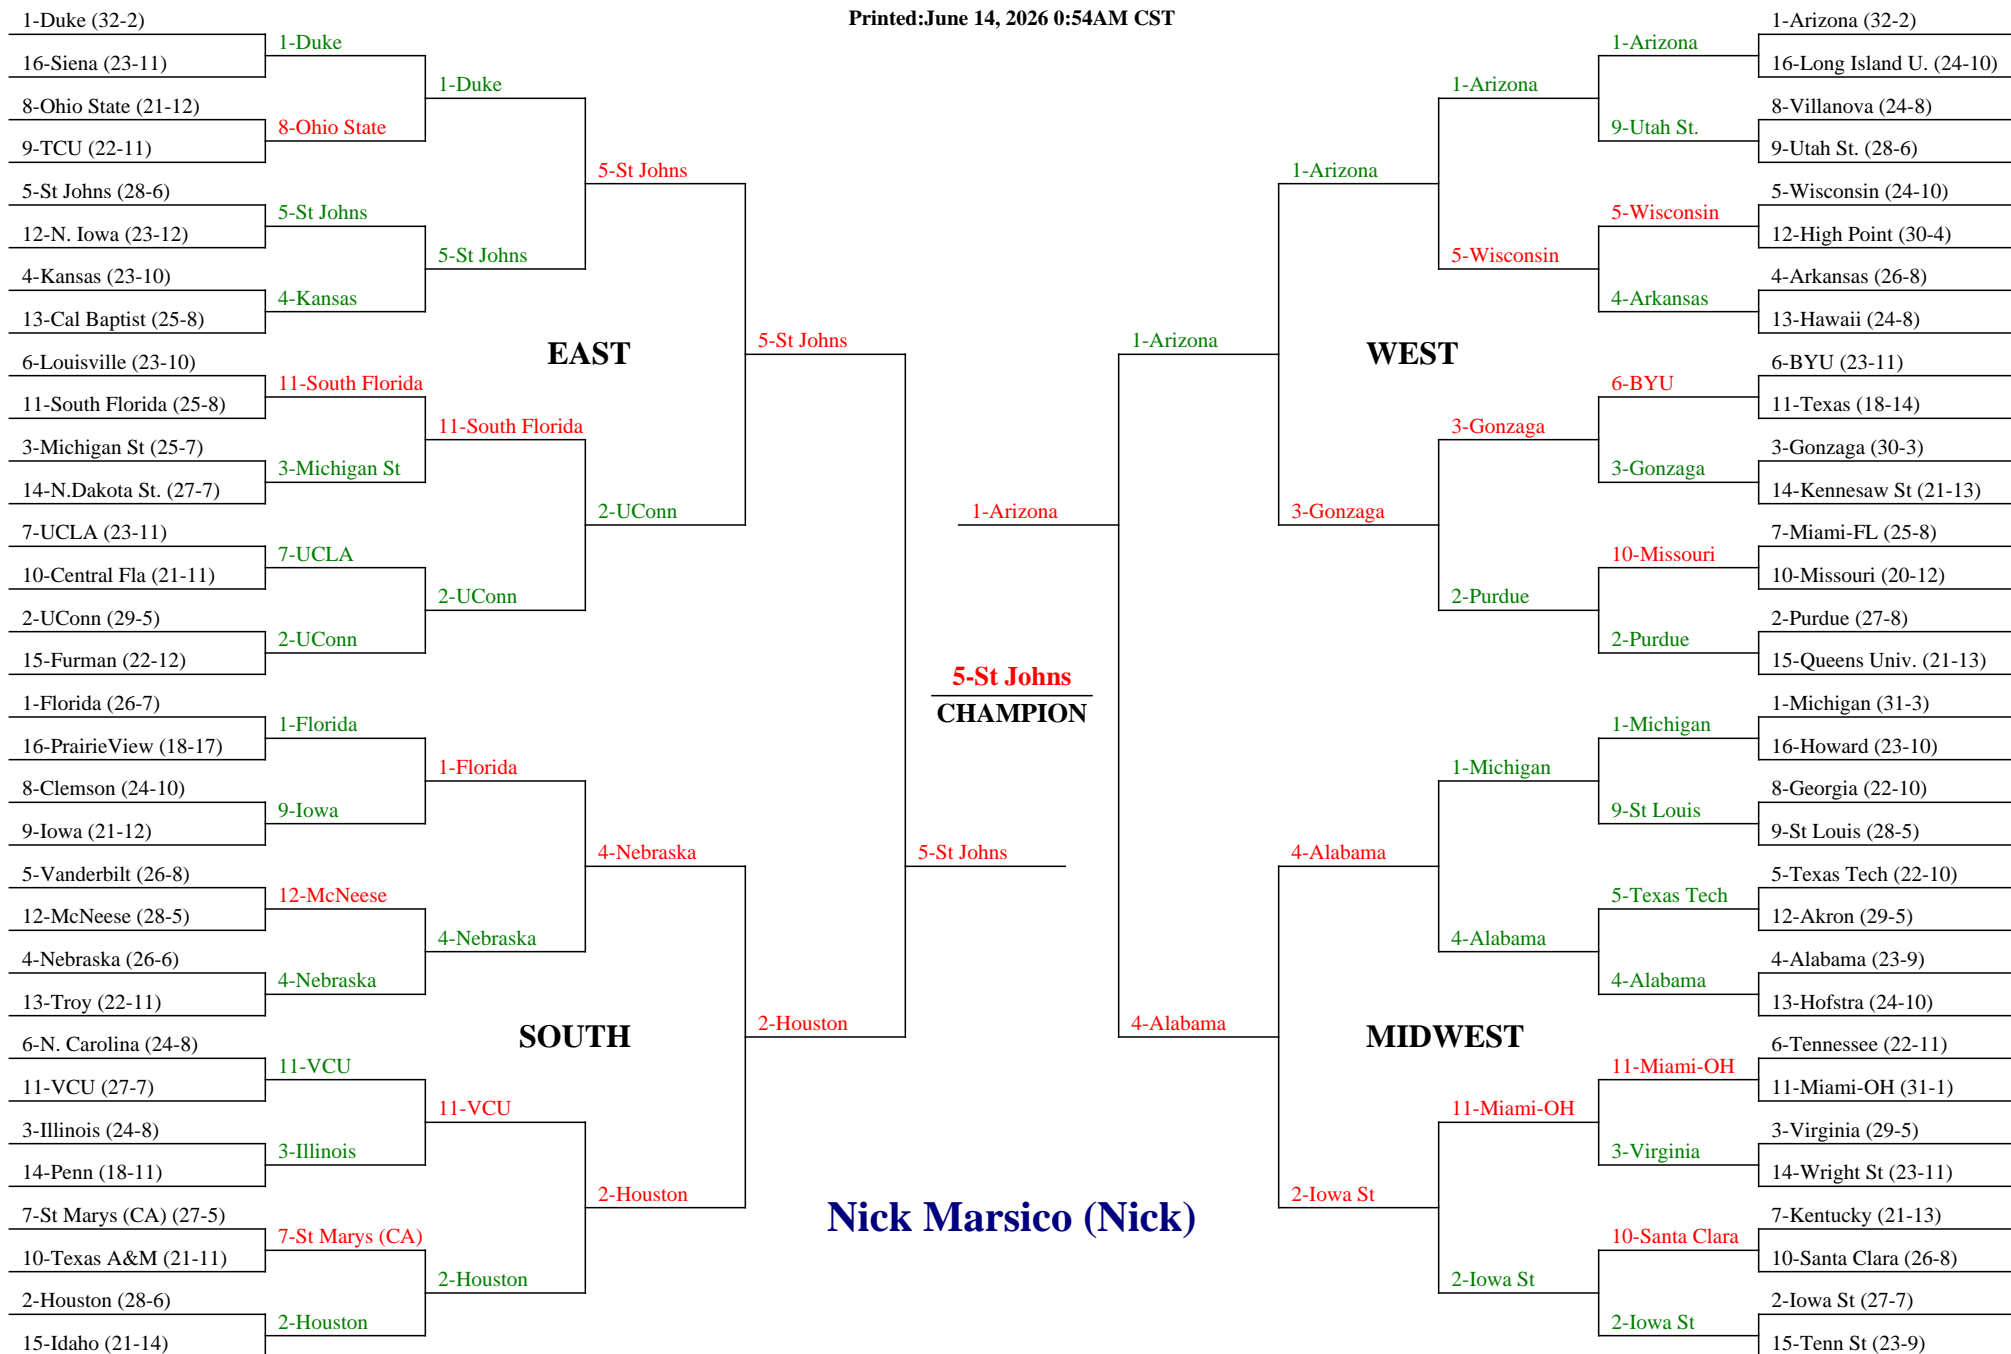 Printed:June 14, 2026 0:54AM CST
1-Duke (32-2)
16-Siena (23-11)
8-Ohio State (21-12)
9-TCU (22-11)
5-St Johns (28-6)
12-N. Iowa (23-12)
4-Kansas (23-10)
13-Cal Baptist (25-8)
6-Louisville (23-10)
11-South Florida (25-8)
3-Michigan St (25-7)
14-N.Dakota St. (27-7)
7-UCLA (23-11)
10-Central Fla (21-11)
2-UConn (29-5)
15-Furman (22-12)
1-Florida (26-7)
16-PrairieView (18-17)
8-Clemson (24-10)
9-Iowa (21-12)
5-Vanderbilt (26-8)
12-McNeese (28-5)
4-Nebraska (26-6)
13-Troy (22-11)
6-N. Carolina (24-8)
11-VCU (27-7)
3-Illinois (24-8)
14-Penn (18-11)
7-St Marys (CA) (27-5)
10-Texas A&M (21-11)
2-Houston (28-6)
15-Idaho (21-14)
1-Duke
8-Ohio State
5-St Johns
4-Kansas
11-South Florida
3-Michigan St
7-UCLA
2-UConn
1-Florida
9-Iowa
12-McNeese
4-Nebraska
11-VCU
3-Illinois
7-St Marys (CA)
2-Houston
1-Duke
5-St Johns
11-South Florida
2-UConn
1-Florida
4-Nebraska
11-VCU
2-Houston
5-St Johns
2-UConn
4-Nebraska
2-Houston
EAST
SOUTH
5-St Johns
2-Houston
5-St Johns
1-Arizona
5-St Johns
CHAMPION
Nick Marsico (Nick)
1-Arizona
4-Alabama
WEST
MIDWEST
1-Arizona
3-Gonzaga
4-Alabama
2-Iowa St
1-Arizona
5-Wisconsin
3-Gonzaga
2-Purdue
1-Michigan
4-Alabama
11-Miami-OH
2-Iowa St
1-Arizona
9-Utah St.
5-Wisconsin
4-Arkansas
6-BYU
3-Gonzaga
10-Missouri
2-Purdue
1-Michigan
9-St Louis
5-Texas Tech
4-Alabama
11-Miami-OH
3-Virginia
10-Santa Clara
2-Iowa St
1-Arizona (32-2)
16-Long Island U. (24-10)
8-Villanova (24-8)
9-Utah St. (28-6)
5-Wisconsin (24-10)
12-High Point (30-4)
4-Arkansas (26-8)
13-Hawaii (24-8)
6-BYU (23-11)
11-Texas (18-14)
3-Gonzaga (30-3)
14-Kennesaw St (21-13)
7-Miami-FL (25-8)
10-Missouri (20-12)
2-Purdue (27-8)
15-Queens Univ. (21-13)
1-Michigan (31-3)
16-Howard (23-10)
8-Georgia (22-10)
9-St Louis (28-5)
5-Texas Tech (22-10)
12-Akron (29-5)
4-Alabama (23-9)
13-Hofstra (24-10)
6-Tennessee (22-11)
11-Miami-OH (31-1)
3-Virginia (29-5)
14-Wright St (23-11)
7-Kentucky (21-13)
10-Santa Clara (26-8)
2-Iowa St (27-7)
15-Tenn St (23-9)